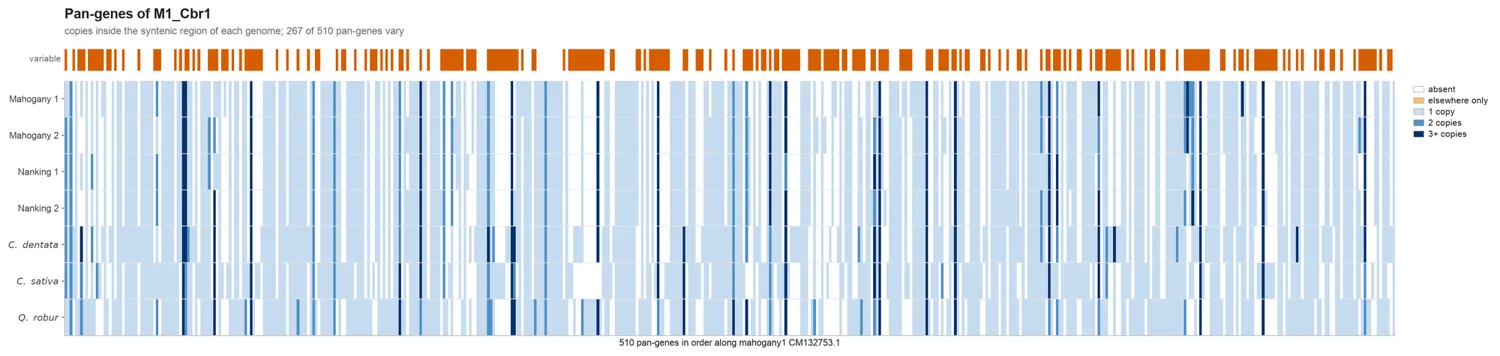 Pan-genes of M1_Cbr1
copies inside the syntenic region of each genome; 267 of 510 pan-genes vary
variable
Mahogany 1
Mahogany 2
Nanking 1
Nanking 2
C. dentata
C. sativa
Q. robur
absent
elsewhere only
1 copy
2 copies
3+ copies
510 pan-genes in order along mahogany1 CM132753.1